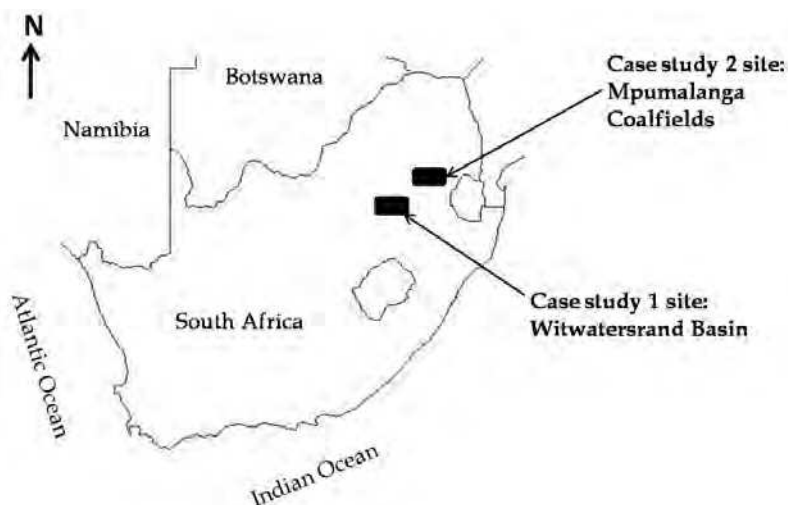 N
Botswana
Namibia
Case study 2 site:
Mpumalanga
Coalfields
South Africa
Case study 1 site:
Witwatersrand Basin
Atlantic Ocean
Indian Ocean